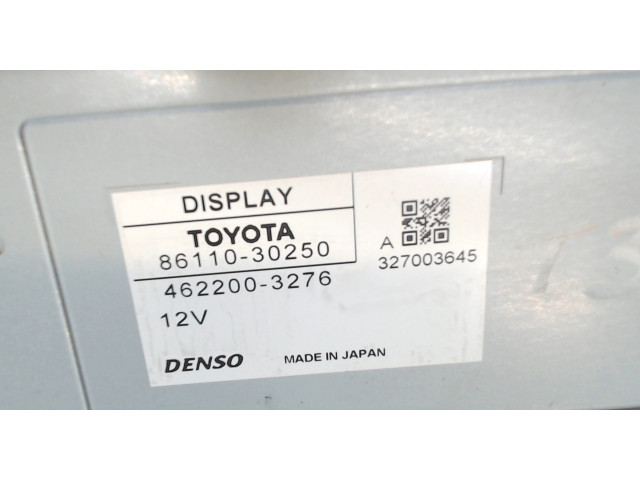 DISPLAY
TOYOTA
86110-30250
462200-3276
12V
DENSO
MADE IN JAPAN
A
327003645